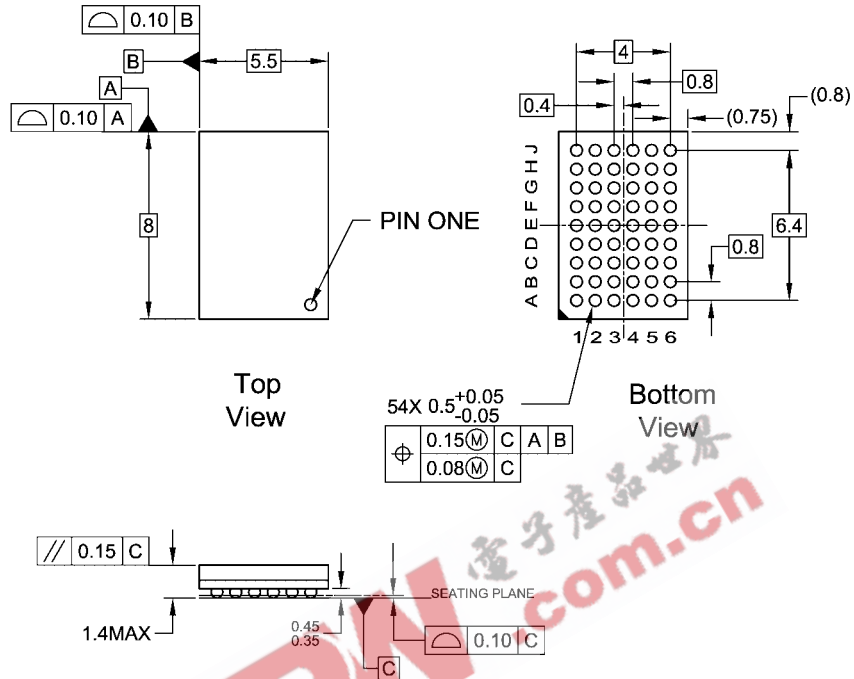 0.10 B
B
5.5
A
0.10 A
8
PIN ONE
Top
View
4
0.8
0.4
(0.75)
(0.8)
J
H
G
F
E
D
C
B
A
6.4
0.8
1 2 3 4 5 6
54X 0.5 +0.05
-0.05
0.15 Ⓜ C A B
0.08 Ⓜ C
Bottom
View
// 0.15 C
1.4MAX
0.45
0.35
SEATING PLANE
0.10 C
C
電子產品世界
.com.cn